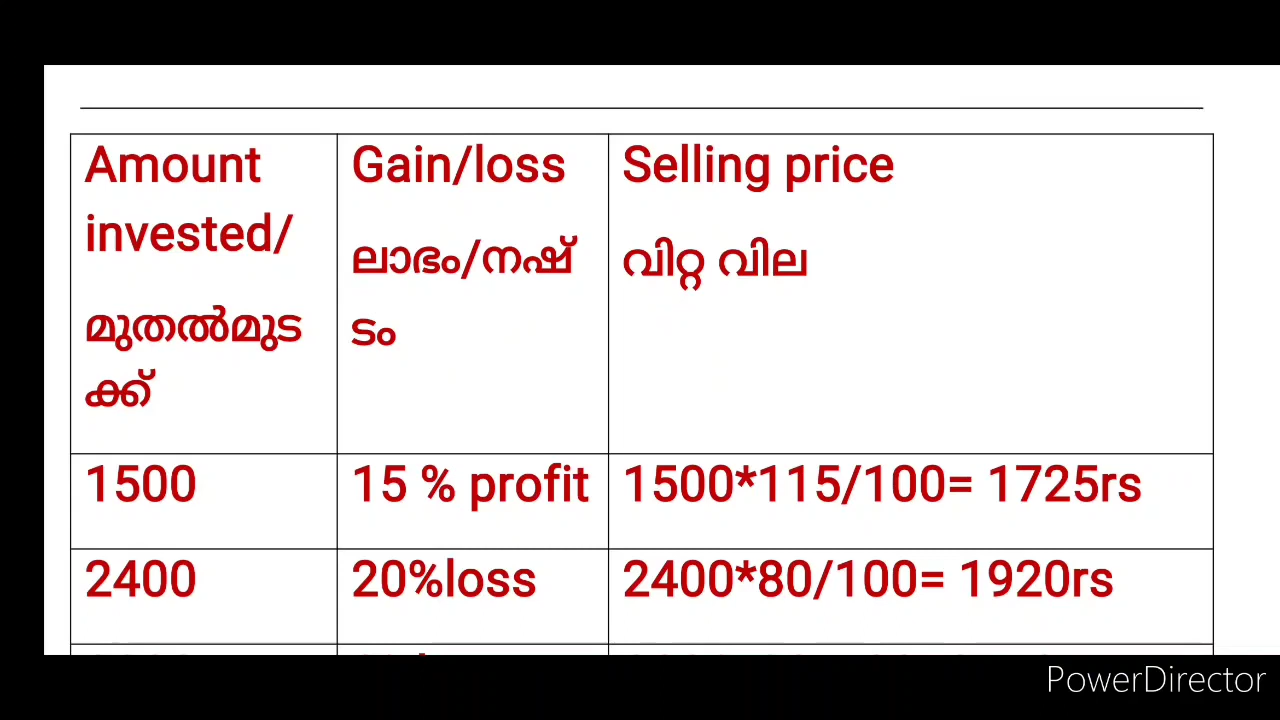 Amount
invested/
മുതൽമുട
ക്ക്
Gain/loss
ലാഭം/നഷ്
ടം
Selling price
വിറ്റ വില
1500
15 % profit
1500*115/100= 1725rs
2400
20%loss
2400*80/100= 1920rs
PowerDirector